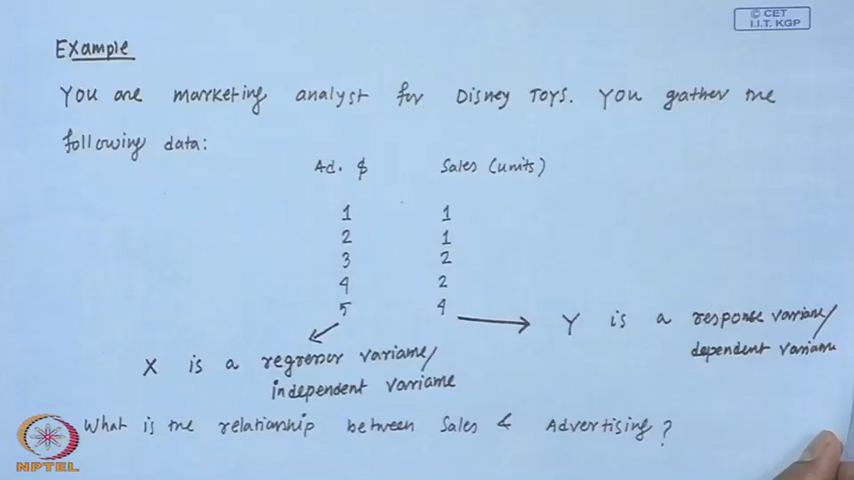 © CET
I.I.T. KGP
Example
You are marketing analyst for Disney Toys. You gather the
following data:
Ad. $ Sales (units)
1 1
2 1
3 2
4 2
5 4
Y is a response variable/
dependent variable
X is a regressor variable/
independent variable
What is the relationship between Sales & Advertising?
NPTEL